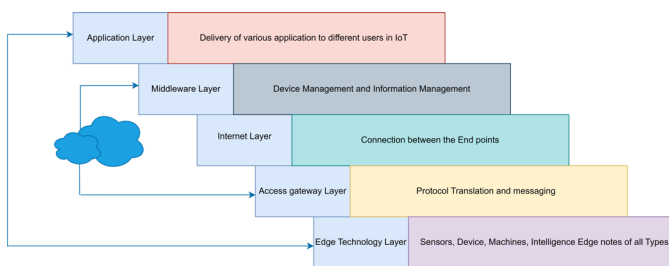 Application Layer
Delivery of various application to different users in IoT
Middleware Layer
Device Management and Information Management
Internet Layer
Connection between the End points
Access gateway Layer
Protocol Translation and messaging
Edge Technology Layer
Sensors, Device, Machines, Intelligence Edge notes of all Types